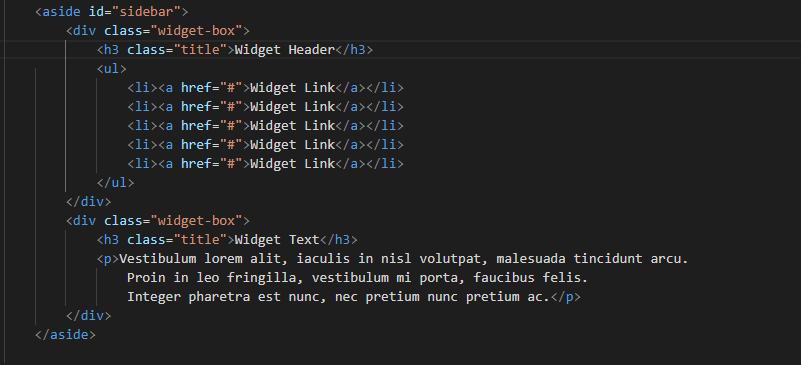 <aside id="sidebar">
<div class="widget-box">
<h3 class="title">Widget Header</h3>
<ul>
<li><a href="#">Widget Link</a></li>
<li><a href="#">Widget Link</a></li>
<li><a href="#">Widget Link</a></li>
<li><a href="#">Widget Link</a></li>
<li><a href="#">Widget Link</a></li>
</ul>
</div>
<div class="widget-box">
<h3 class="title">Widget Text</h3>
<p>Vestibulum lorem alit, iaculis in nisl volutpat, malesuada tincidunt arcu.
Proin in leo fringilla, vestibulum mi porta, faucibus felis.
Integer pharetra est nunc, nec pretium nunc pretium ac.</p>
</div>
</aside>